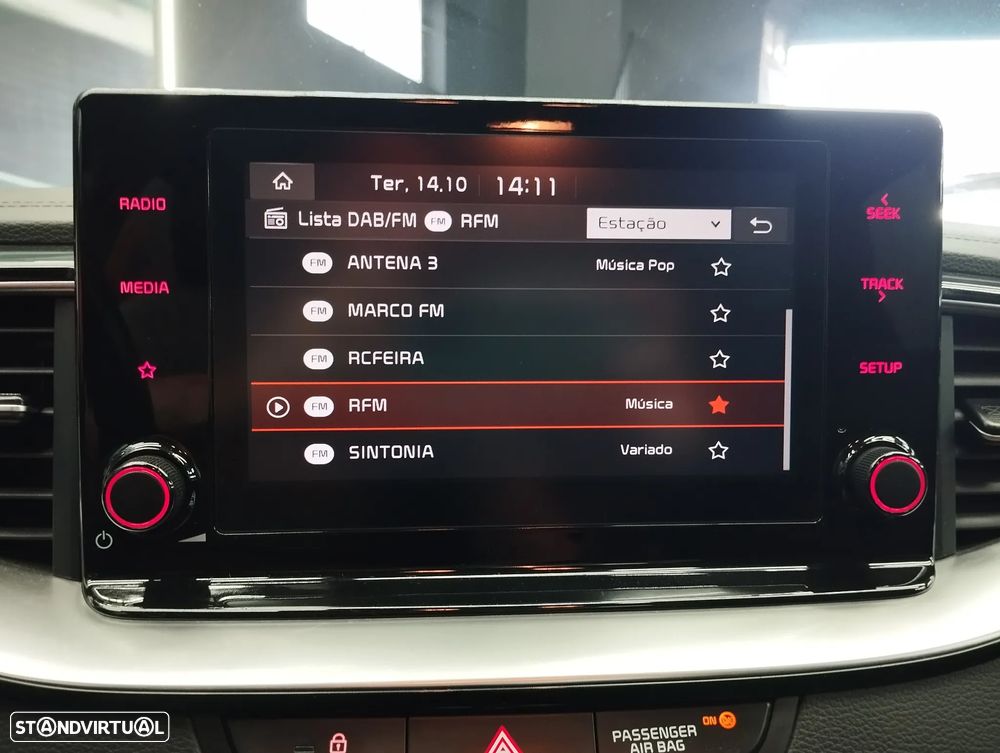 Ter, 14.10 14:11
RADIO
Lista DAB/FM FM RFM Estação
SEEK
FM ANTENA 3 Música Pop
MEDIA
TRACK
FM MARCO FM
FM RCFEIRA
SETUP
FM RFM Música
FM SINTONIA Variado
PASSENGER ON
AIR BAG
STANDVIRTUAL